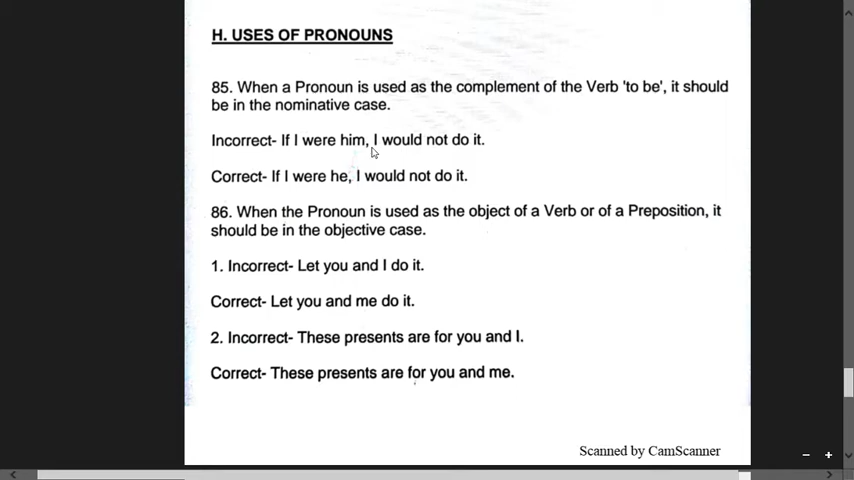 H. USES OF PRONOUNS
85. When a Pronoun is used as the complement of the Verb 'to be', it should
be in the nominative case.
Incorrect- If I were him, I would not do it.
Correct- If I were he, I would not do it.
86. When the Pronoun is used as the object of a Verb or of a Preposition, it
should be in the objective case.
1. Incorrect- Let you and I do it.
Correct- Let you and me do it.
2. Incorrect- These presents are for you and I.
Correct- These presents are for you and me.
Scanned by CamScanner